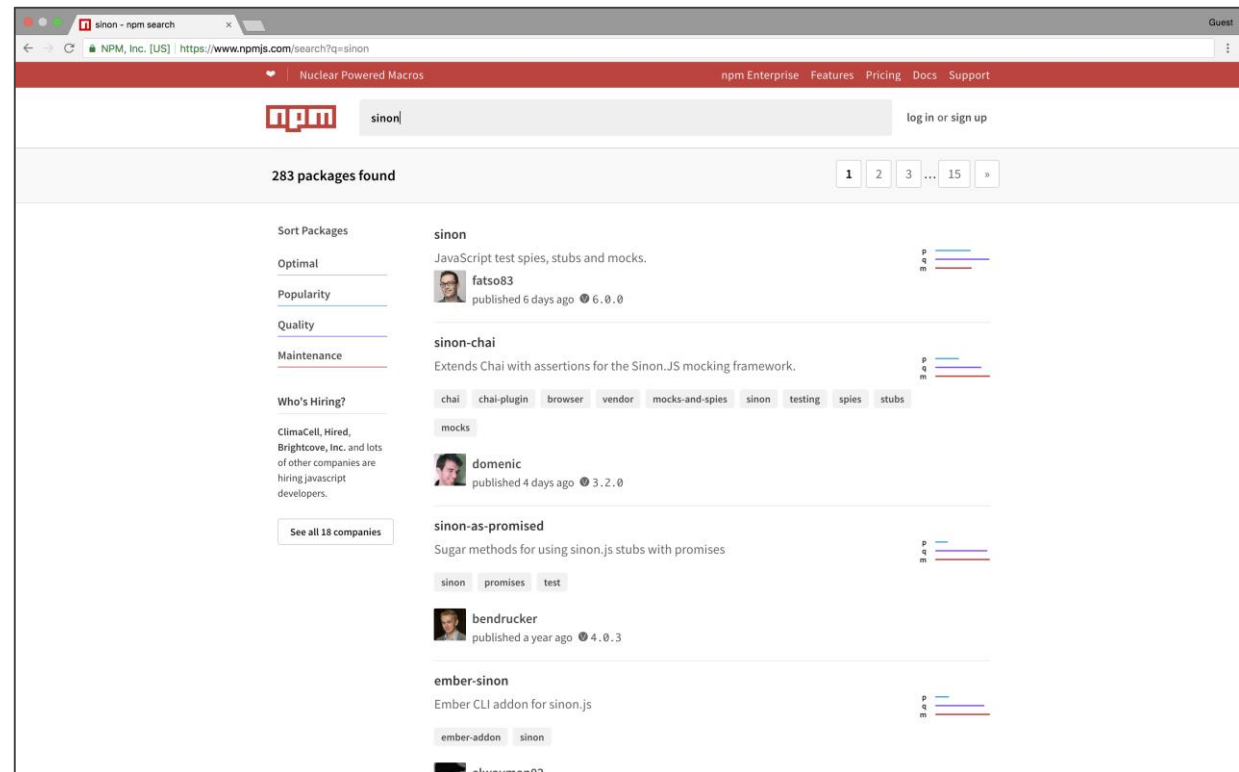 sinon - npm search
Guest
NPM, Inc. [US] | https://www.npmjs.com/search?q=sinon
❤ Nuclear Powered Macros
npm Enterprise Features Pricing Docs Support
npm
sinon
log in or sign up
283 packages found
1 2 3 ... 15 »
Sort Packages
Optimal
Popularity
Quality
Maintenance
Who's Hiring?
ClimaCell, Hired,
Brightcove, Inc. and lots
of other companies are
hiring javascript
developers.
See all 18 companies
sinon
JavaScript test spies, stubs and mocks.
fatso83
published 6 days ago 6.0.0
p
q
m
sinon-chai
Extends Chai with assertions for the Sinon.JS mocking framework.
chai chai-plugin browser vendor mocks-and-spies sinon testing spies stubs
mocks
domenic
published 4 days ago 3.2.0
p
q
m
sinon-as-promised
Sugar methods for using sinon.js stubs with promises
sinon promises test
bendrucker
published a year ago 4.0.3
p
q
m
ember-sinon
Ember CLI addon for sinon.js
ember-addon sinon
p
q
m